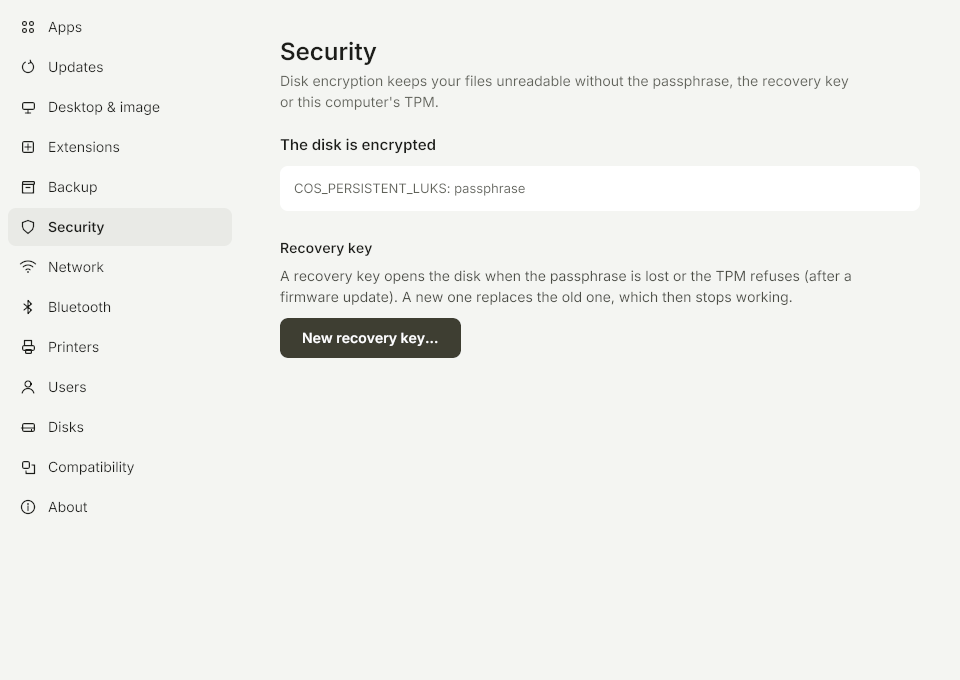 Apps
Updates
Desktop & image
Extensions
Backup
Security
Network
Bluetooth
Printers
Users
Disks
Compatibility
About
Security
Disk encryption keeps your files unreadable without the passphrase, the recovery key
or this computer's TPM.
The disk is encrypted
COS_PERSISTENT_LUKS: passphrase
Recovery key
A recovery key opens the disk when the passphrase is lost or the TPM refuses (after a
firmware update). A new one replaces the old one, which then stops working.
New recovery key...